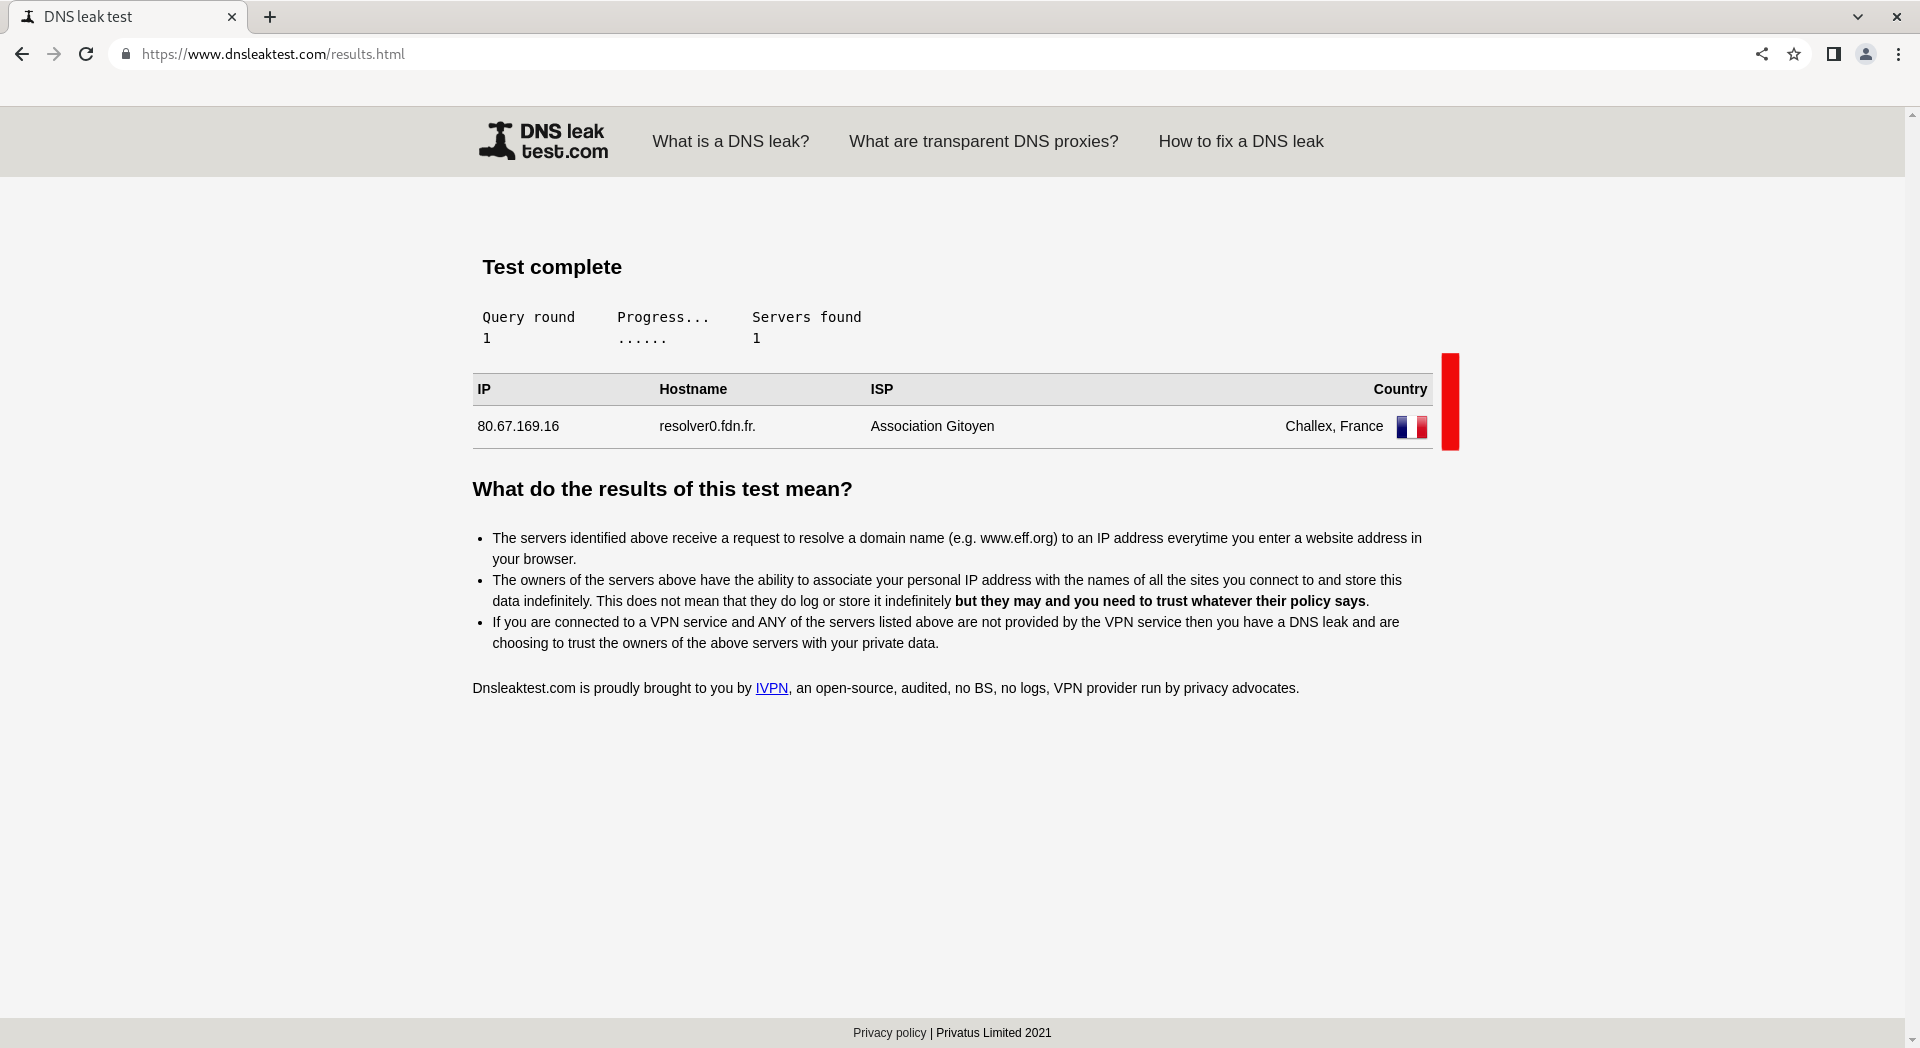 DNS leak test
https://www.dnsleaktest.com/results.html
DNS leak
test.com
What is a DNS leak? What are transparent DNS proxies? How to fix a DNS leak
Test complete
Query round Progress... Servers found
1 ...... 1
IP Hostname ISP Country
80.67.169.16 resolver0.fdn.fr. Association Gitoyen Challex, France
What do the results of this test mean?
• The servers identified above receive a request to resolve a domain name (e.g. www.eff.org) to an IP address everytime you enter a website address in
your browser.
• The owners of the servers above have the ability to associate your personal IP address with the names of all the sites you connect to and store this
data indefinitely. This does not mean that they do log or store it indefinitely but they may and you need to trust whatever their policy says.
• If you are connected to a VPN service and ANY of the servers listed above are not provided by the VPN service then you have a DNS leak and are
choosing to trust the owners of the above servers with your private data.
Dnsleaktest.com is proudly brought to you by IVPN, an open-source, audited, no BS, no logs, VPN provider run by privacy advocates.
Privacy policy | Privatus Limited 2021